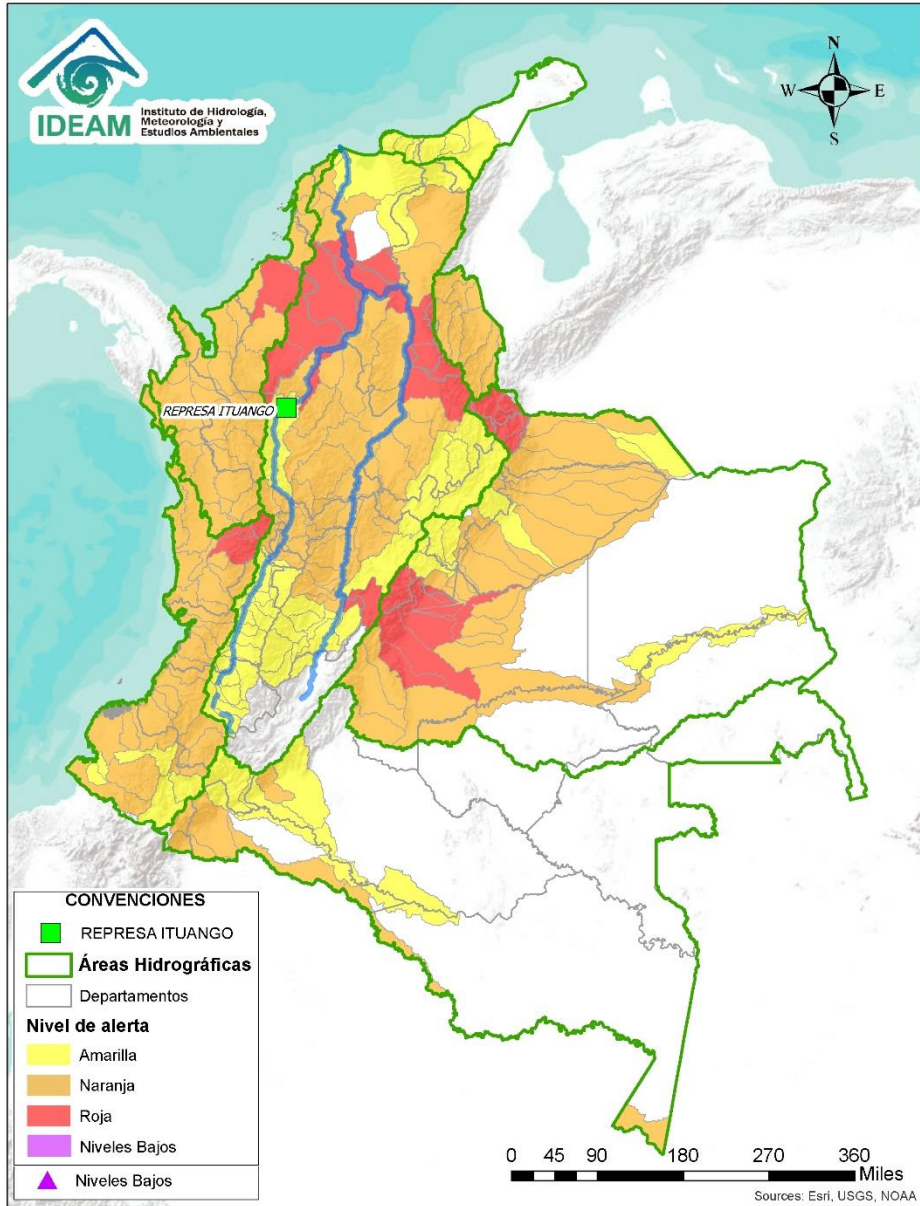 IDEAM
Instituto de Hidrología,
Meteorología y
Estudios Ambientales
N
W
E
S
REPRESA ITUANGO
CONVENCIONES
REPRESA ITUANGO
Áreas Hidrográficas
Departamentos
Nivel de alerta
Amarilla
Naranja
Roja
Niveles Bajos
Niveles Bajos
0 45 90 180 270 360
Miles
Sources: Esri, USGS, NOAA